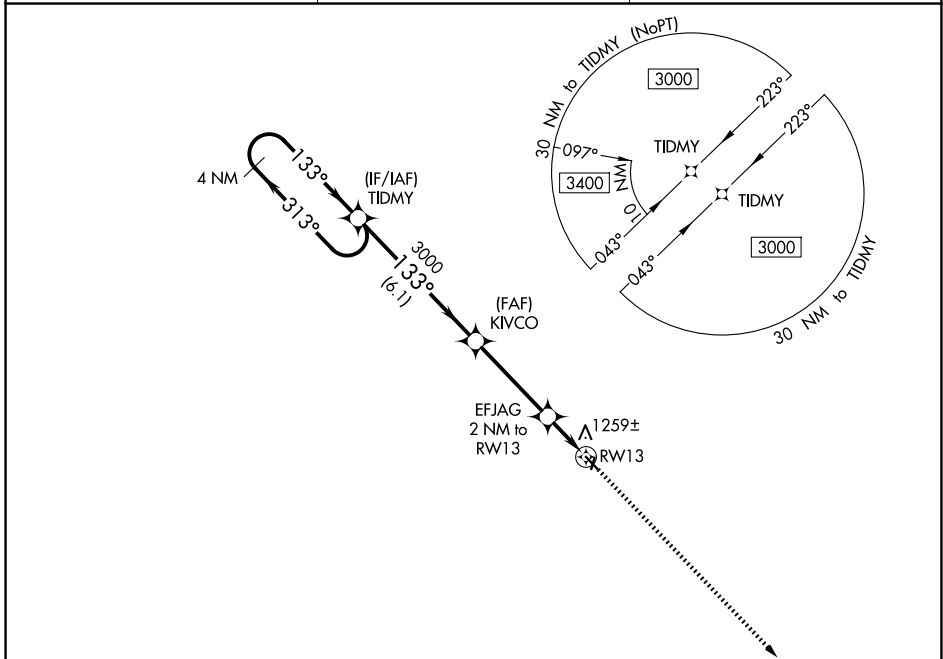 30 NM to TIDMY (NoPT)
3000
223°
223°
097°
TIDMY
3400
10 NM
TIDMY
043°
043°
3000
30 NM to TIDMY
133°
4 NM
313°
(IF/IAF)
TIDMY
3000
133°
(6.1)
(FAF)
KIVCO
EFJAG
2 NM to
RW13
1259±
RW13